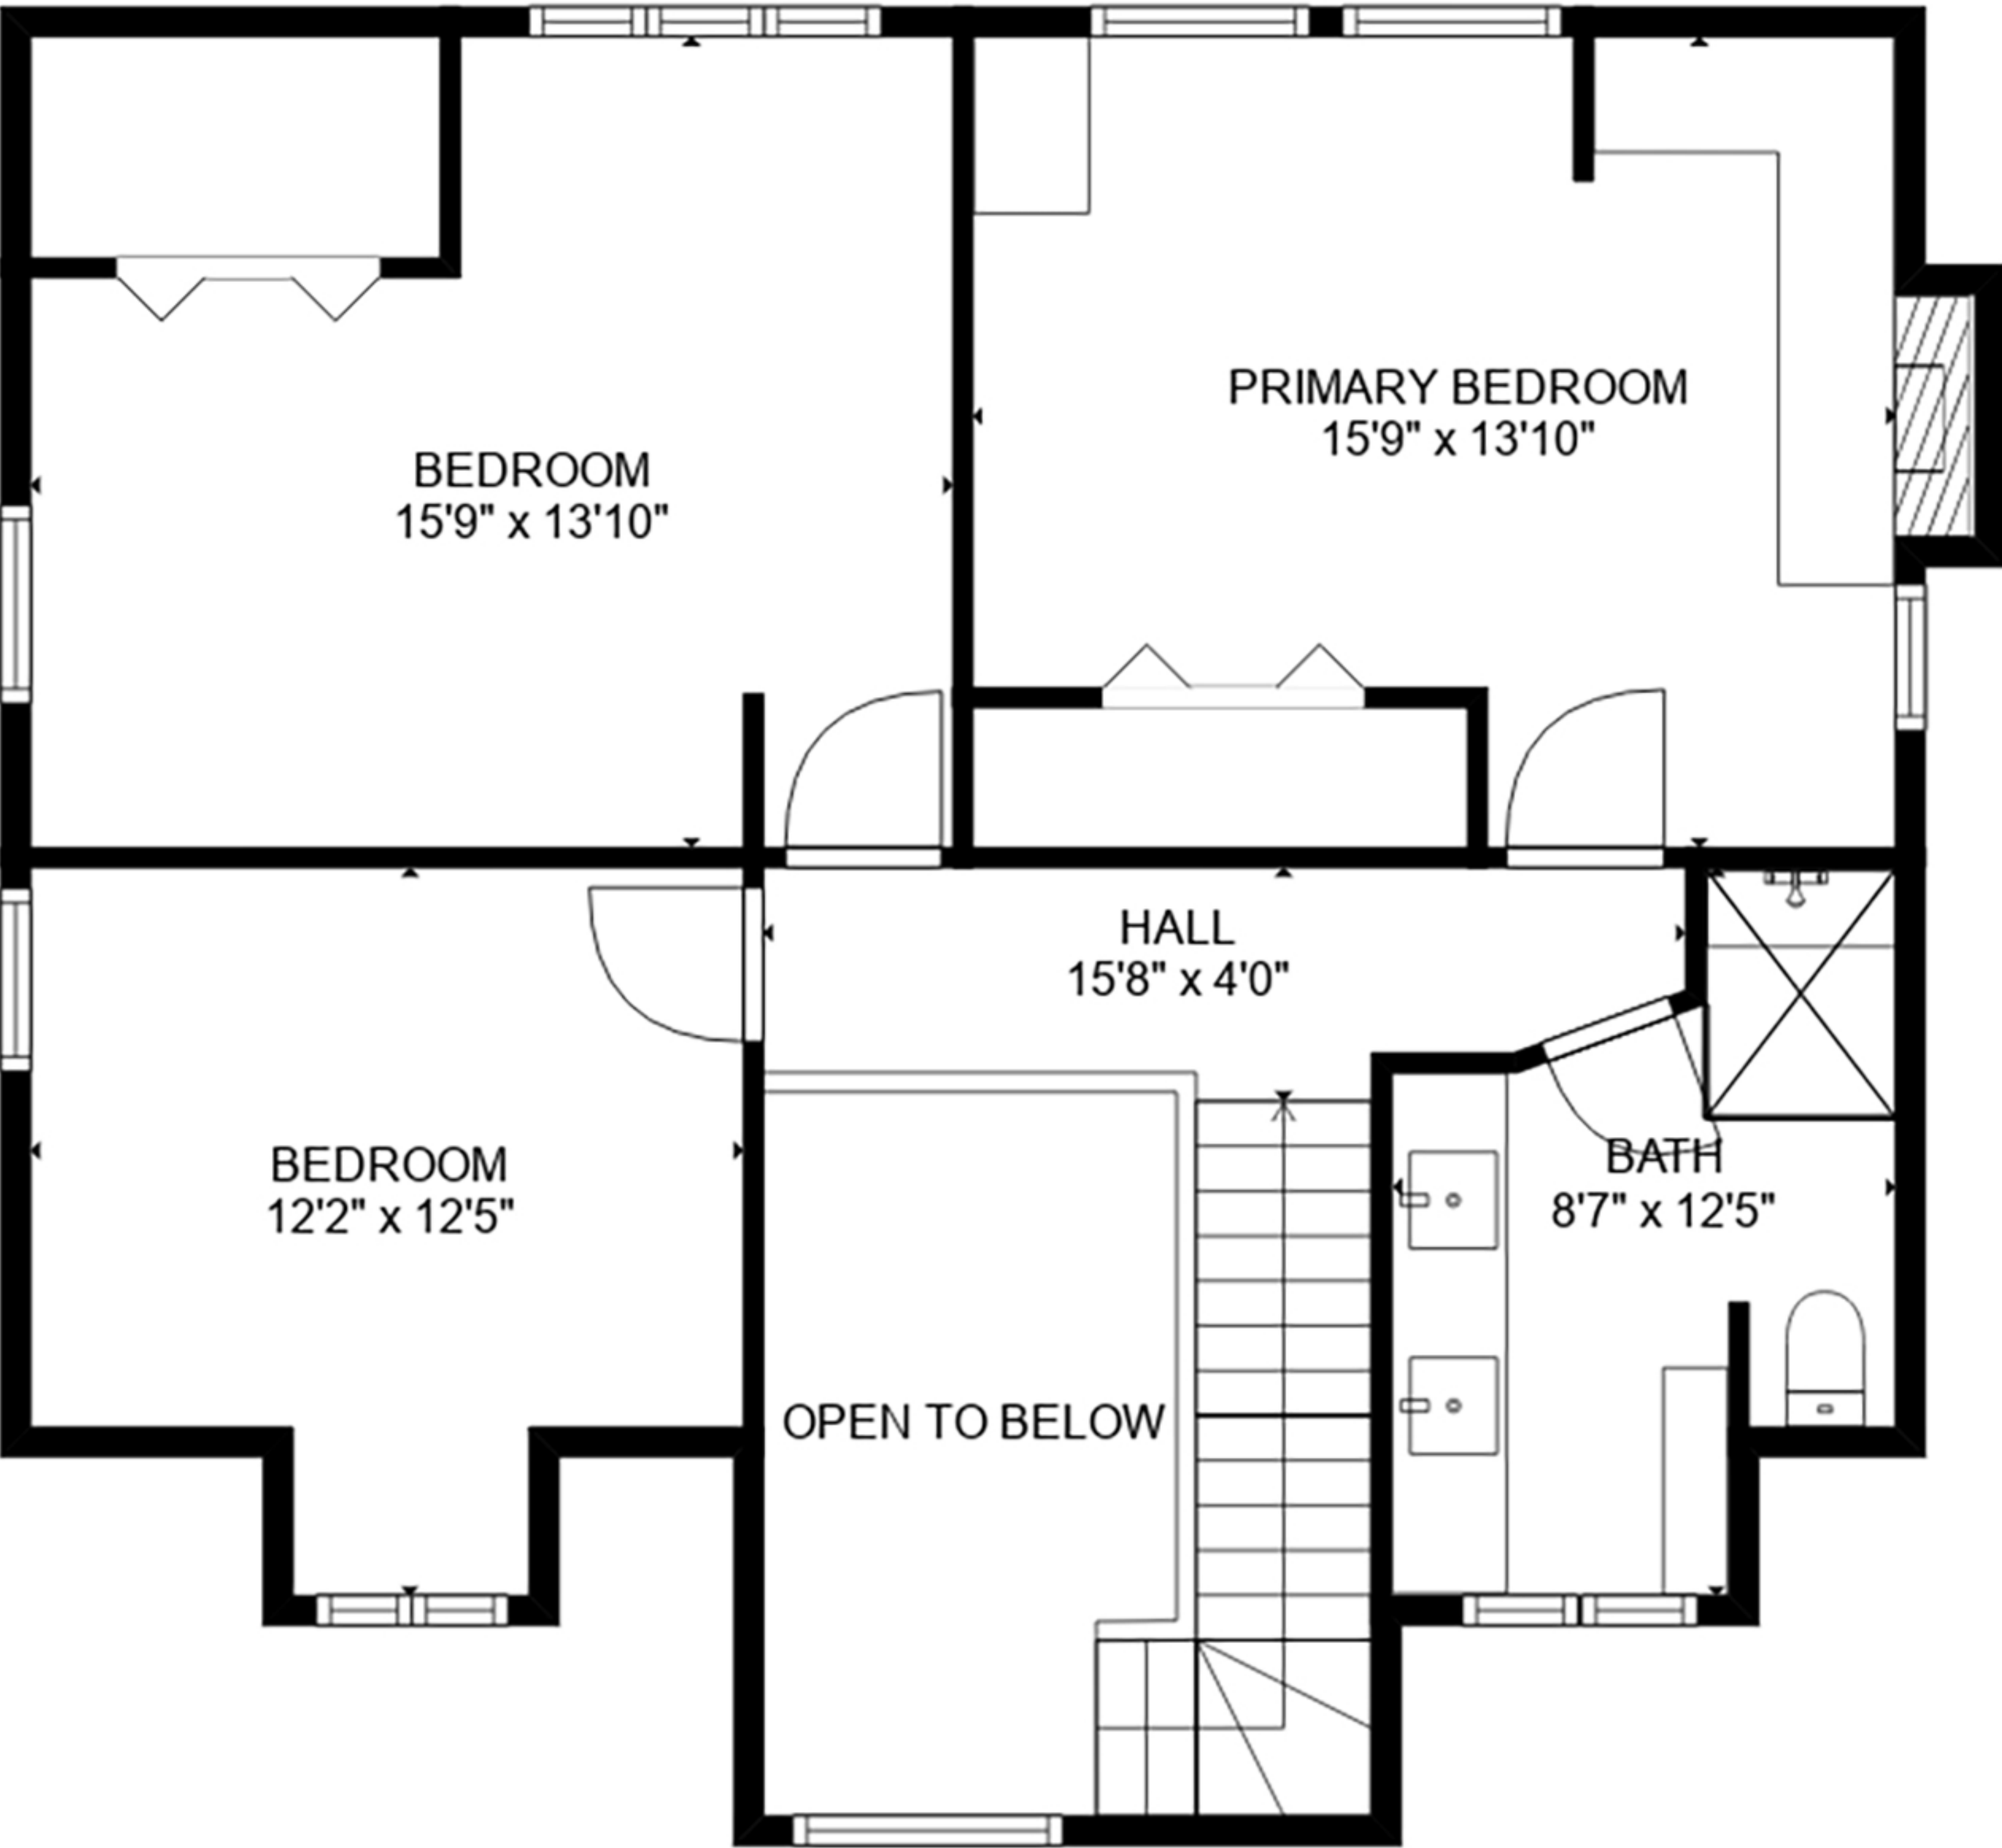 PRIMARY BEDROOM
15'9" x 13'10"
BEDROOM
15'9" x 13'10"
HALL
15'8" x 4'0"
BEDROOM
12'2" x 12'5"
BATH
8'7" x 12'5"
OPEN TO BELOW